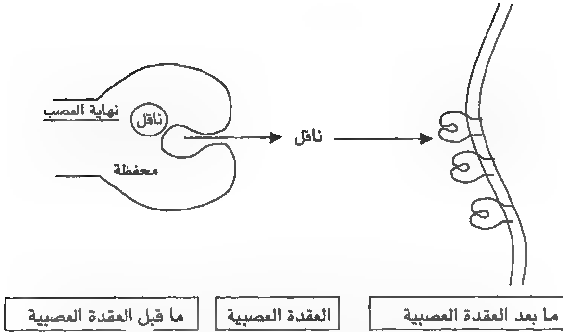 نهاية العصب
ناقل
محفظة
ناقل
ما بعد العقدة العصبية
العقدة العصبية
ما قبل العقدة العصبية